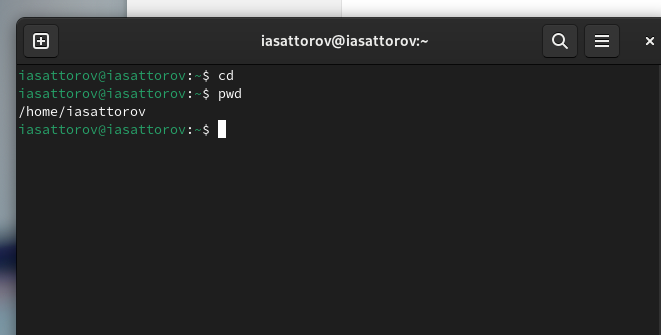 iasattorov@iasattorov:~
iasattorov@iasattorov:~$ cd
iasattorov@iasattorov:~$ pwd
/home/iasattorov
iasattorov@iasattorov:~$